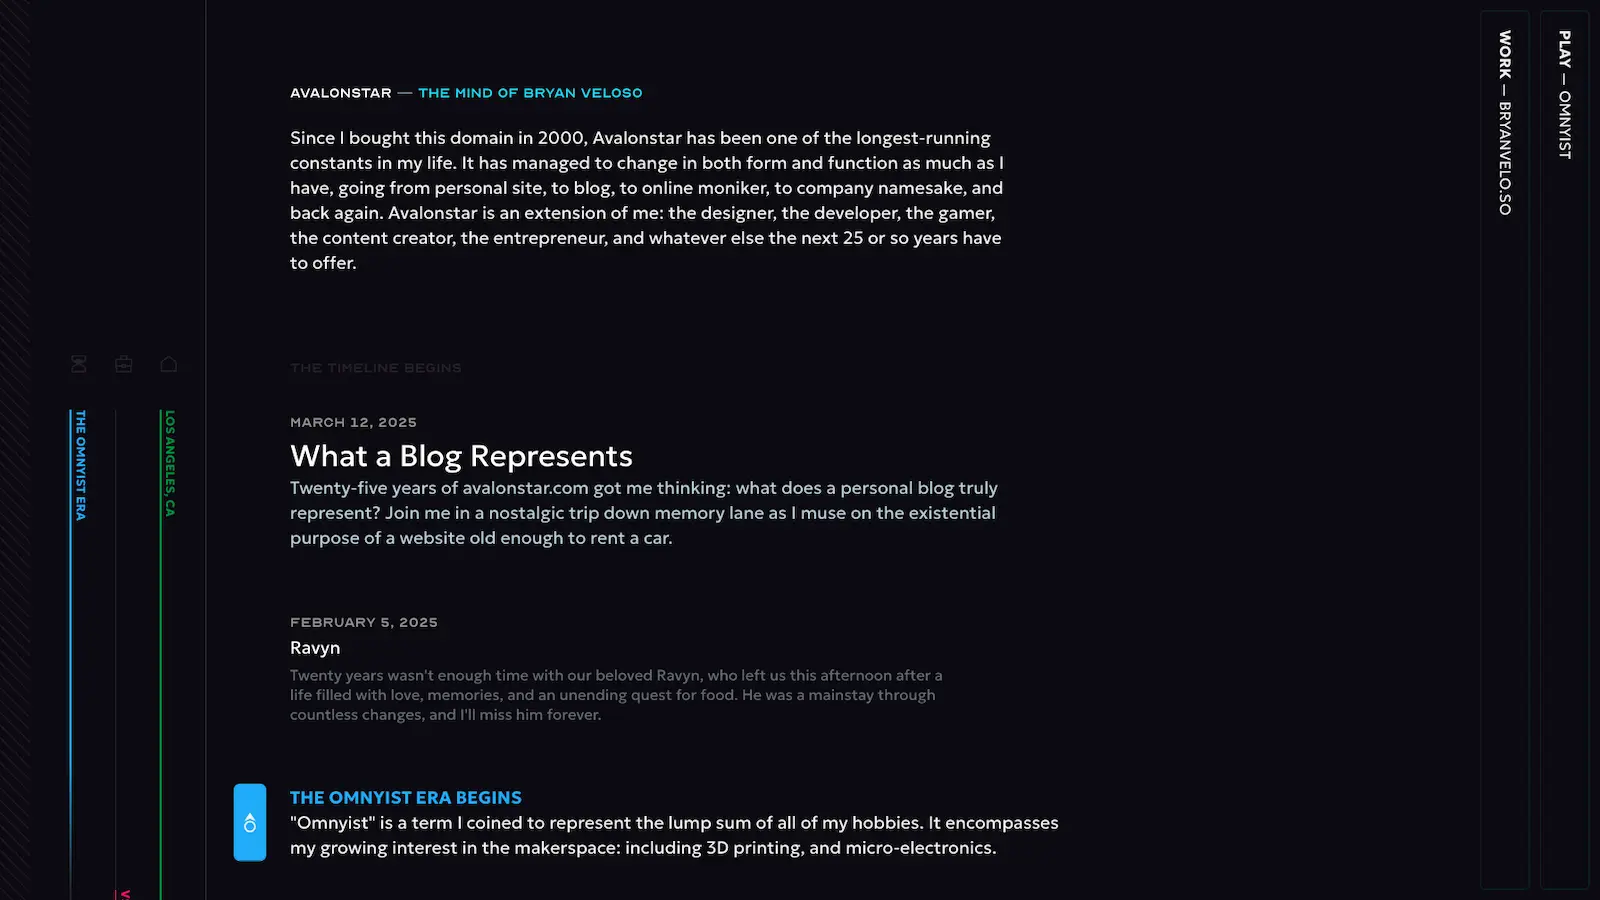 AVALONSTAR — THE MIND OF BRYAN VELOSO
Since I bought this domain in 2000, Avalonstar has been one of the longest-running
constants in my life. It has managed to change in both form and function as much as I
have, going from personal site, to blog, to online moniker, to company namesake, and
back again. Avalonstar is an extension of me: the designer, the developer, the gamer,
the content creator, the entrepreneur, and whatever else the next 25 or so years have
to offer.
THE TIMELINE BEGINS
MARCH 12, 2025
What a Blog Represents
Twenty-five years of avalonstar.com got me thinking: what does a personal blog truly
represent? Join me in a nostalgic trip down memory lane as I muse on the existential
purpose of a website old enough to rent a car.
FEBRUARY 5, 2025
Ravyn
Twenty years wasn't enough time with our beloved Ravyn, who left us this afternoon after a
life filled with love, memories, and an unending quest for food. He was a mainstay through
countless changes, and I'll miss him forever.
THE OMNYIST ERA BEGINS
"Omnyist" is a term I coined to represent the lump sum of all of my hobbies. It encompasses
my growing interest in the makerspace: including 3D printing, and micro-electronics.
THE OMNYIST ERA
LOS ANGELES, CA
WORK — BRYANVELO.SO
PLAY — OMNYIST